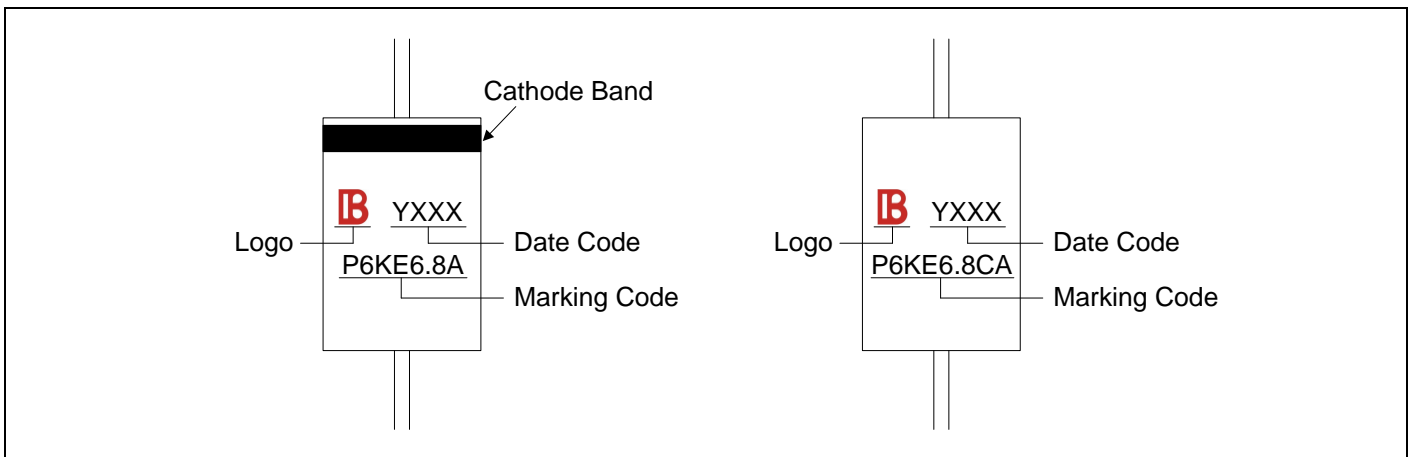 Cathode Band
B YXXX B YXXX
Logo Date Code Logo Date Code
P6KE6.8A P6KE6.8CA
Marking Code Marking Code